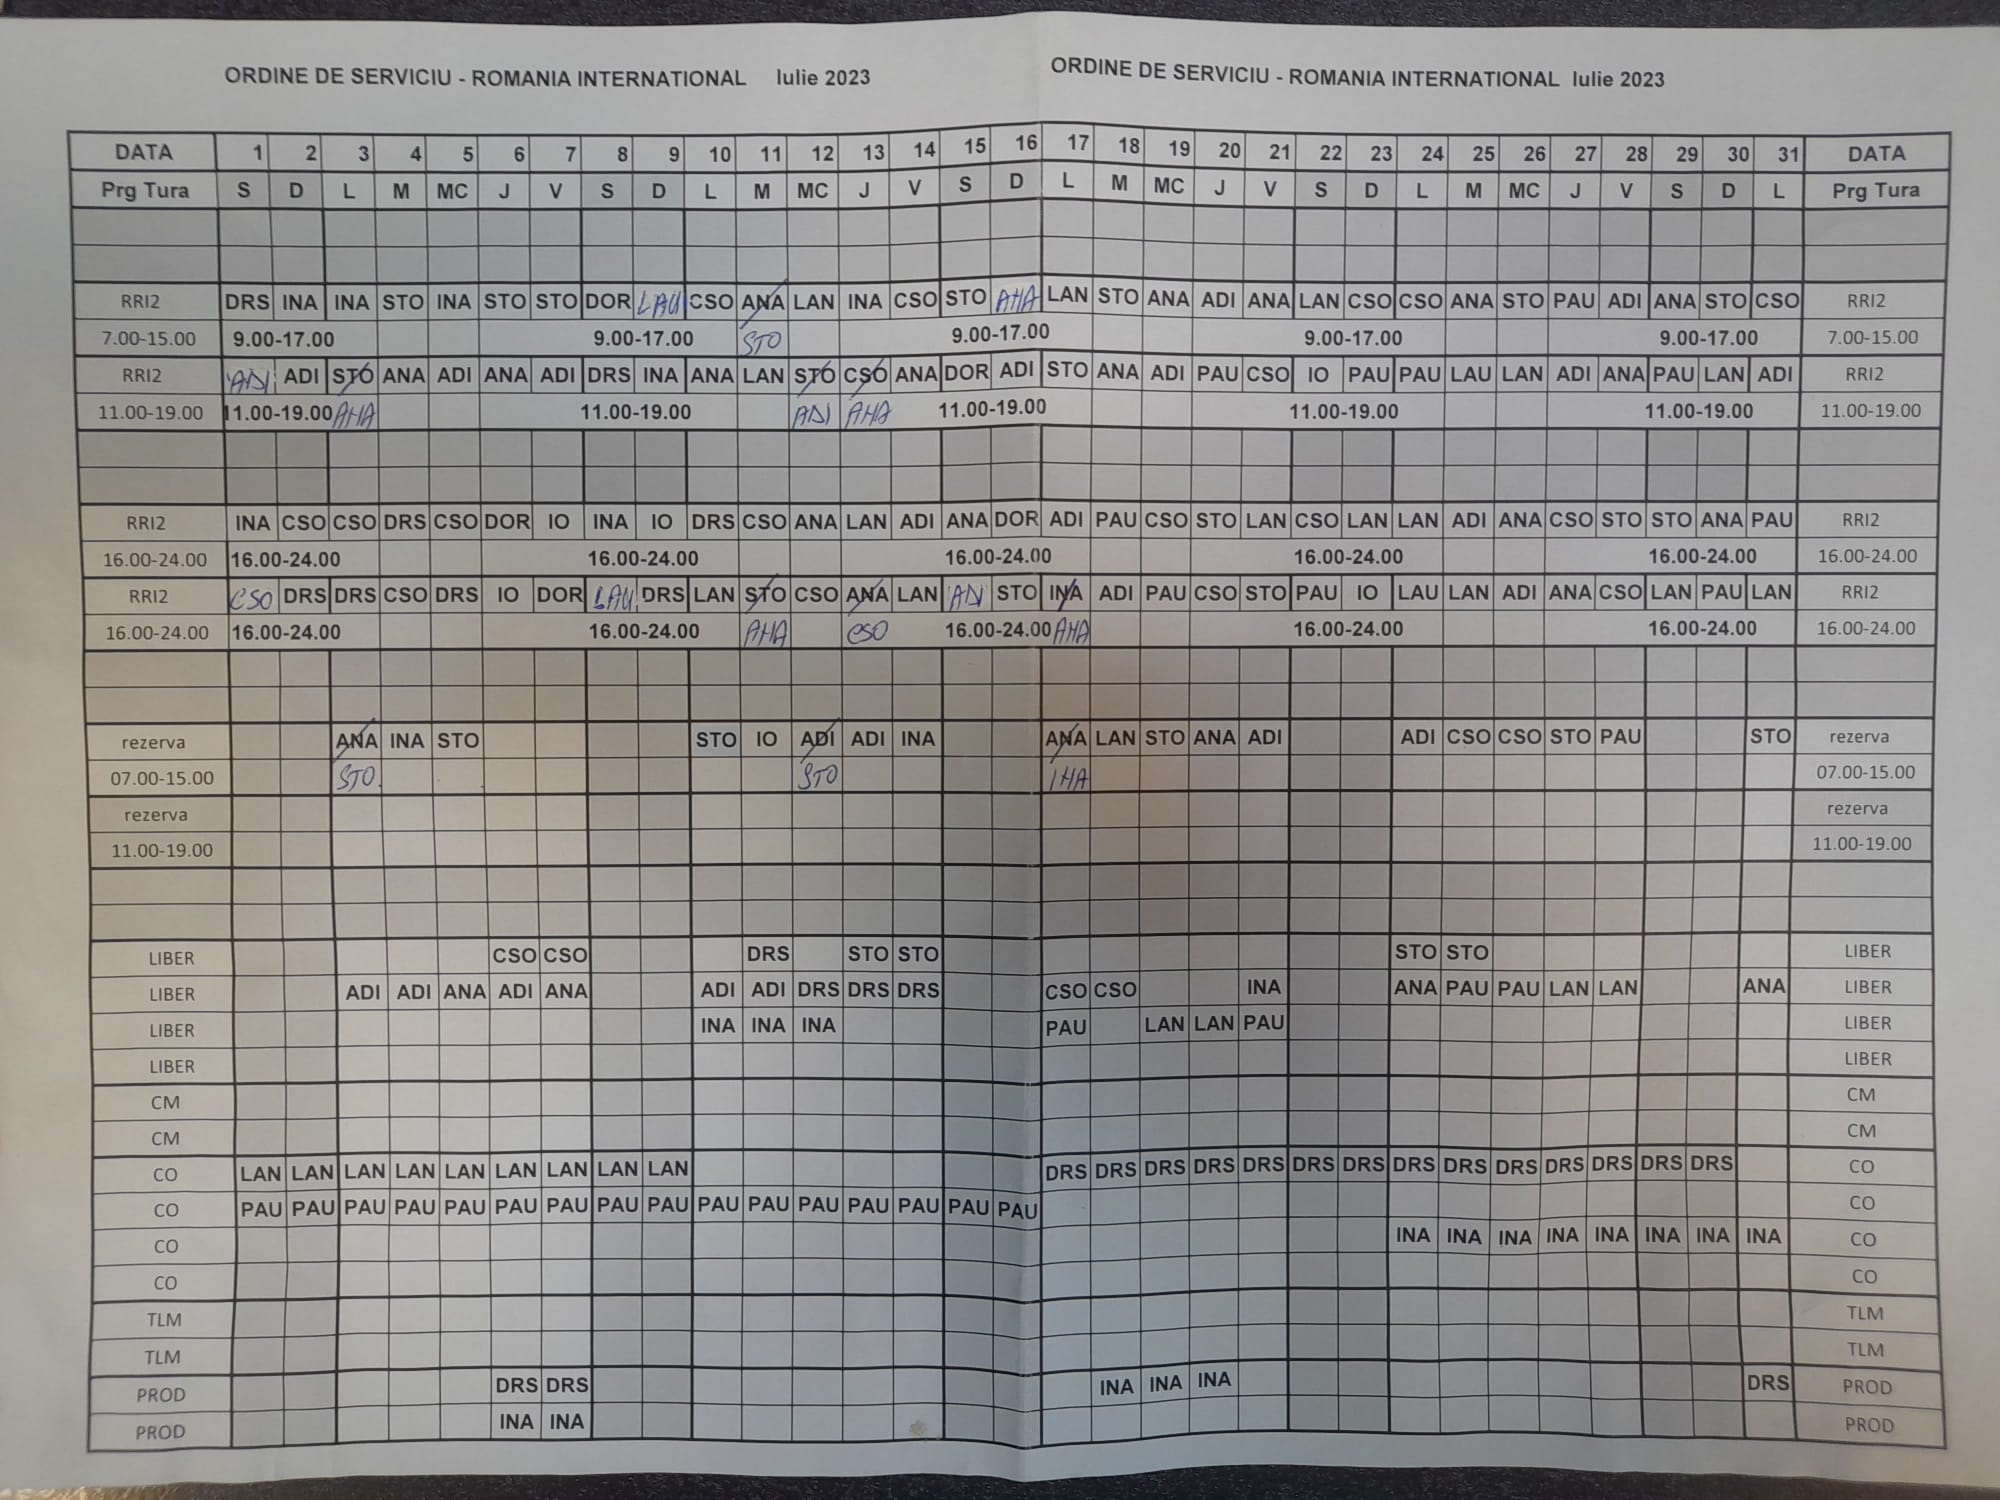 ORDINE DE SERVICIU - ROMANIA INTERNATIONAL Iulie 2023 ORDINE DE SERVICIU - ROMANIA INTERNATIONAL Iulie 2023
DATA 1 2 3 4 5 6 7 8 9 10 11 12 13 14 15 16 17 18 19 20 21 22 23 24 25 26 27 28 29 30 31 DATA
Prg Tura S D L M MC J V S D L M MC J V S D L M MC J V S D L M MC J V S D L Prg Tura
RRI2 DRS INA INA STO INA STO STO DOR LAU CSO ANA LAN INA CSO STO ANA LAN STO ANA ADI ANA LAN CSO CSO ANA STO PAU ADI ANA STO CSO RRI2
7.00-15.00 9.00-17.00 9.00-17.00 STO 9.00-17.00 9.00-17.00 9.00-17.00 7.00-15.00
RRI2 ADI ADI STO ANA ADI ANA ADI DRS INA ANA LAN STO CSO ANA DOR ADI STO ANA ADI PAU CSO IO PAU PAU LAU LAN ADI ANA PAU LAN ADI RRI2
11.00-19.00 11.00-19.00 ANA 11.00-19.00 ADI ANA 11.00-19.00 11.00-19.00 11.00-19.00 11.00-19.00
RRI2 INA CSO CSO DRS CSO DOR IO INA IO DRS CSO ANA LAN ADI ANA DOR ADI PAU CSO STO LAN CSO LAN LAN ADI ANA CSO STO STO ANA PAU RRI2
16.00-24.00 16.00-24.00 16.00-24.00 16.00-24.00 16.00-24.00 16.00-24.00 16.00-24.00
RRI2 CSO DRS DRS CSO DRS IO DOR LAU DRS LAN STO CSO ANA LAN ADI STO INA ADI PAU CSO STO PAU IO LAU LAN ADI ANA CSO LAN PAU LAN RRI2
16.00-24.00 16.00-24.00 16.00-24.00 ANA CSO 16.00-24.00 ANA 16.00-24.00 16.00-24.00 16.00-24.00
rezerva ANA INA STO STO IO ADI ADI INA ANA LAN STO ANA ADI ADI CSO CSO STO PAU STO rezerva
07.00-15.00 STO STO INA 07.00-15.00
rezerva rezerva
11.00-19.00 11.00-19.00
LIBER CSO CSO DRS STO STO STO STO LIBER
LIBER ADI ADI ANA ADI ANA ADI ADI DRS DRS DRS CSO CSO INA ANA PAU PAU LAN LAN ANA LIBER
LIBER INA INA INA PAU LAN LAN PAU LIBER
LIBER LIBER
CM CM
CM CM
CO LAN LAN LAN LAN LAN LAN LAN LAN LAN DRS DRS DRS DRS DRS DRS DRS DRS DRS DRS DRS DRS DRS DRS CO
CO PAU PAU PAU PAU PAU PAU PAU PAU PAU PAU PAU PAU PAU PAU PAU PAU CO
CO INA INA INA INA INA INA INA INA CO
CO CO
TLM TLM
TLM TLM
PROD DRS DRS INA INA INA DRS PROD
PROD INA INA PROD